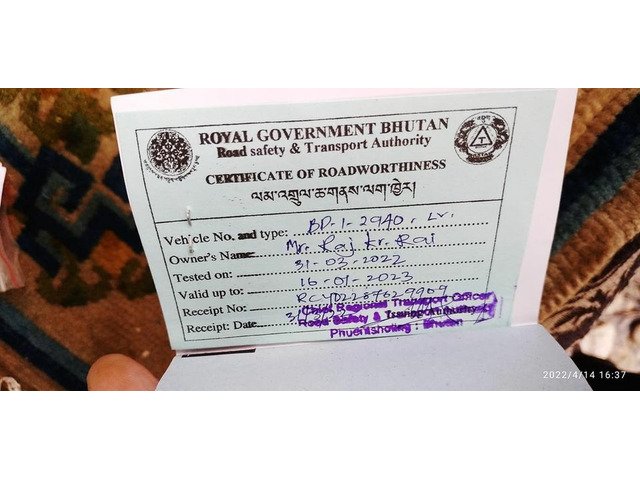 ROYAL GOVERNMENT BHUTAN
Road safety & Transport Authority
CERTIFICATE OF ROADWORTHINESS
ལམ་འགྲུལ་ཆ་གནས་ལག་ཁྱེར།
Vehicle No. and type: BP-1-2940, LV.
Owner's Name Mr. Raj Kr. Rai
Tested on: 31-03-2022
Valid up to: 16-01-2023
Receipt No:
Receipt: Date
Chief Regional Transport Officer
Road Safety & Transport Authority
Phuentsholing : Bhutan
2022/4/14 16:37